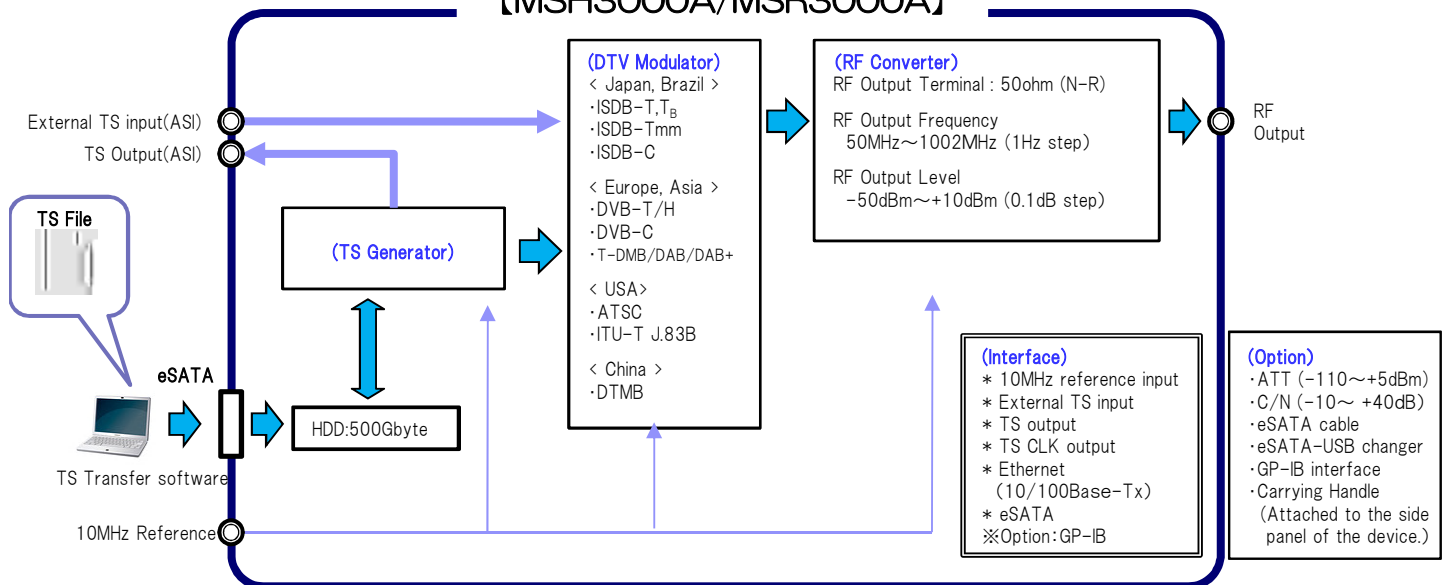 【MSH3000A/MSR3000A】
External TS input(ASI)
TS Output(ASI)
TS File
eSATA
TS Transfer software
10MHz Reference
(TS Generator)
HDD:500Gbyte
(DTV Modulator)
< Japan, Brazil >
・ISDB-T,TB
・ISDB-Tmm
・ISDB-C
< Europe, Asia >
・DVB-T/H
・DVB-C
・T-DMB/DAB/DAB+
< USA>
・ATSC
・ITU-T J.83B
< China >
・DTMB
(RF Converter)
RF Output Terminal : 50ohm (N-R)
RF Output Frequency
50MHz～1002MHz (1Hz step)
RF Output Level
-50dBm～+10dBm (0.1dB step)
RF
Output
(Interface)
* 10MHz reference input
* External TS input
* TS output
* TS CLK output
* Ethernet
(10/100Base-Tx)
* eSATA
※Option：GP-IB
(Option)
・ATT (-110～+5dBm)
・C/N (-10～ +40dB)
・eSATA cable
・eSATA-USB changer
・GP-IB interface
・Carrying Handle
(Attached to the side
panel of the device.)